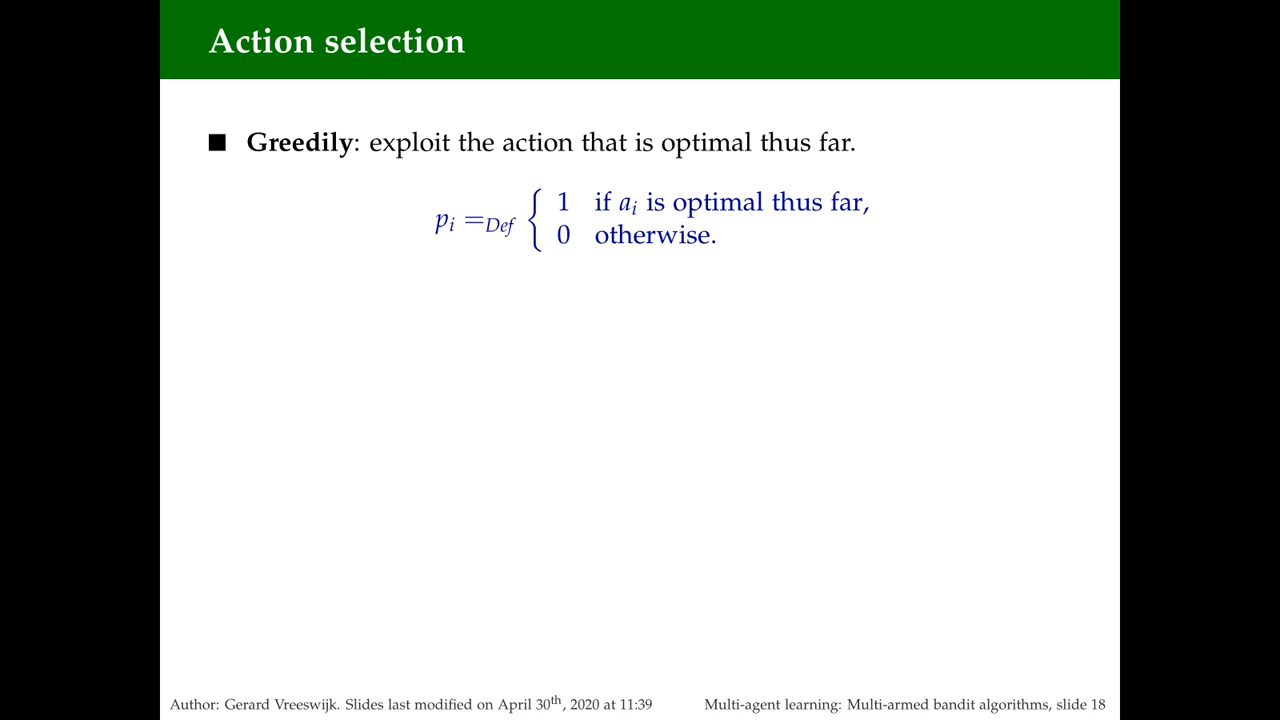 Action selection
■ Greedily: exploit the action that is optimal thus far.
p_i =_Def { 1 if a_i is optimal thus far,
0 otherwise.
Author: Gerard Vreeswijk. Slides last modified on April 30th, 2020 at 11:39
Multi-agent learning: Multi-armed bandit algorithms, slide 18